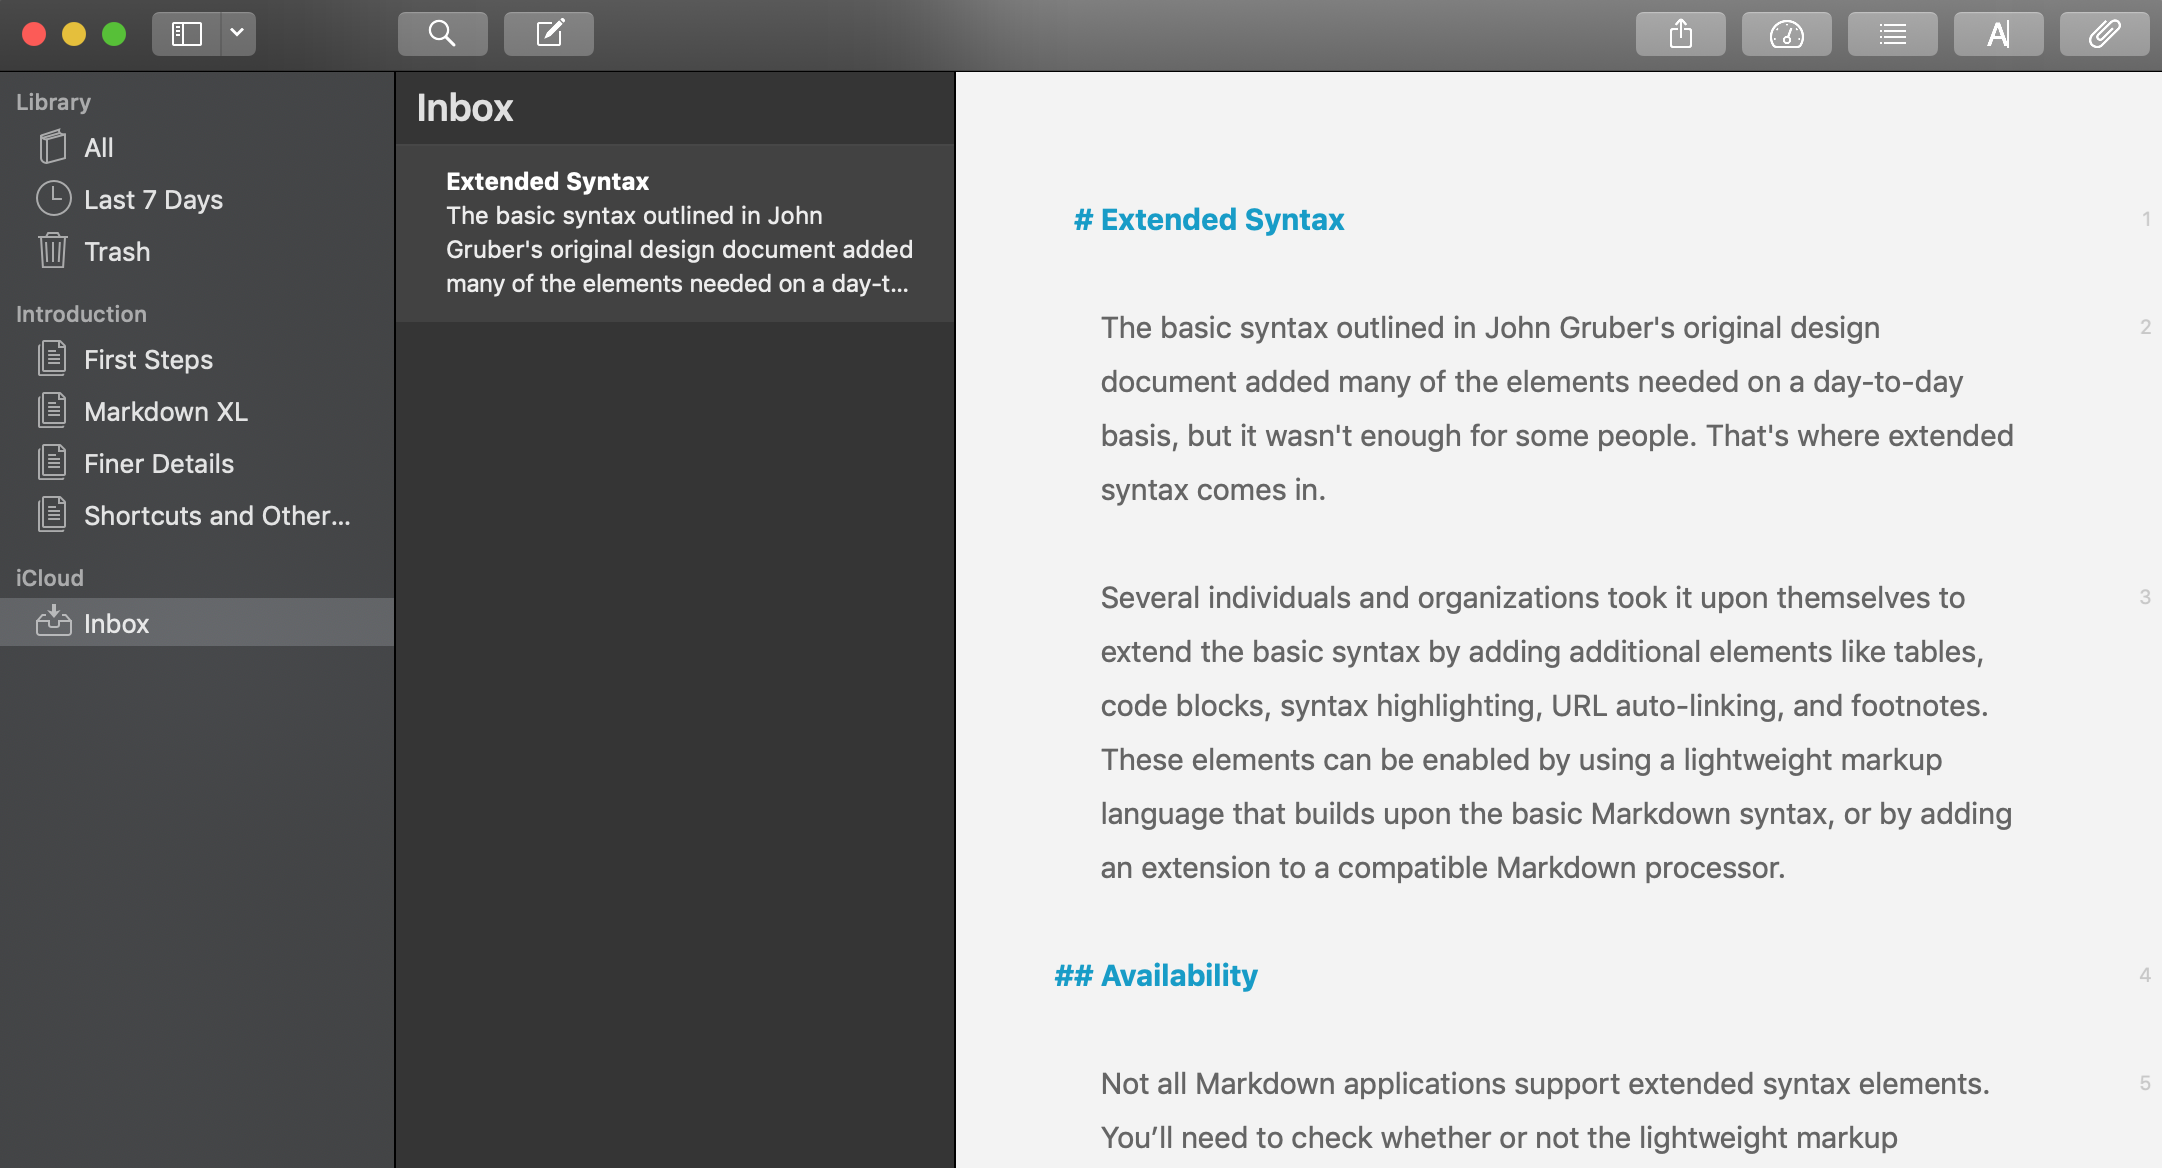 Library
All
Last 7 Days
Trash
Introduction
First Steps
Markdown XL
Finer Details
Shortcuts and Other...
iCloud
Inbox
Inbox
Extended Syntax
The basic syntax outlined in John
Gruber's original design document added
many of the elements needed on a day-t...
A
# Extended Syntax
1
The basic syntax outlined in John Gruber's original design
2
document added many of the elements needed on a day-to-day
basis, but it wasn't enough for some people. That's where extended
syntax comes in.
Several individuals and organizations took it upon themselves to
3
extend the basic syntax by adding additional elements like tables,
code blocks, syntax highlighting, URL auto-linking, and footnotes.
These elements can be enabled by using a lightweight markup
language that builds upon the basic Markdown syntax, or by adding
an extension to a compatible Markdown processor.
## Availability
4
Not all Markdown applications support extended syntax elements.
5
You’ll need to check whether or not the lightweight markup